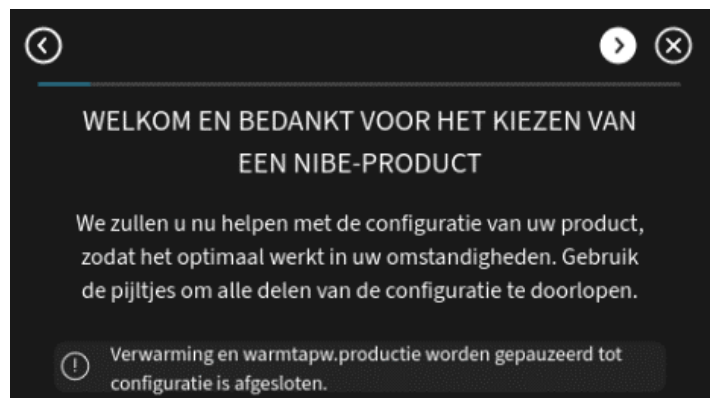 WELKOM EN BEDANKT VOOR HET KIEZEN VAN
EEN NIBE-PRODUCT
We zullen u nu helpen met de configuratie van uw product,
zodat het optimaal werkt in uw omstandigheden. Gebruik
de pijltjes om alle delen van de configuratie te doorlopen.
Verwarming en warmtapw.productie worden gepauzeerd tot
configuratie is afgesloten.